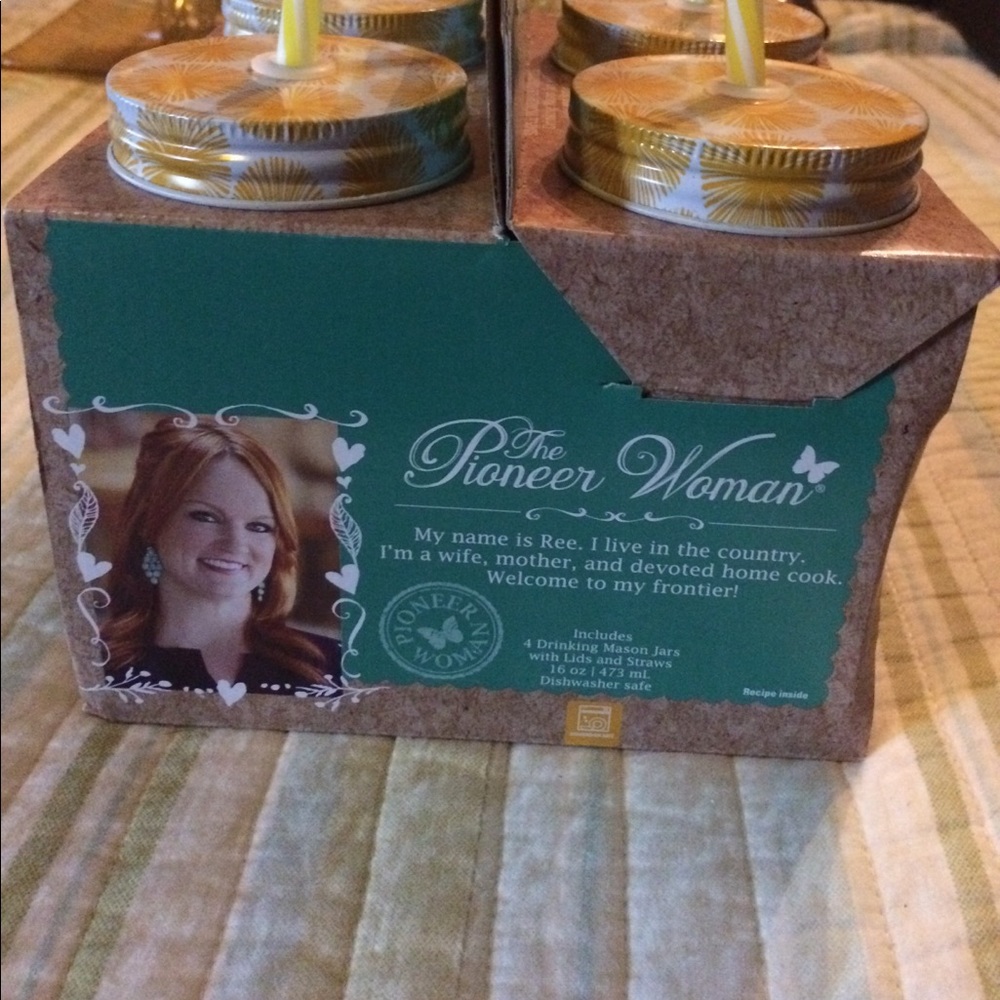 The
Pioneer Woman®
My name is Ree. I live in the country.
I'm a wife, mother, and devoted home cook.
Welcome to my frontier!
PIONEER
WOMAN
Includes
4 Drinking Mason Jars
with Lids and Straws
16 oz | 473 mL
Dishwasher safe
Recipe inside